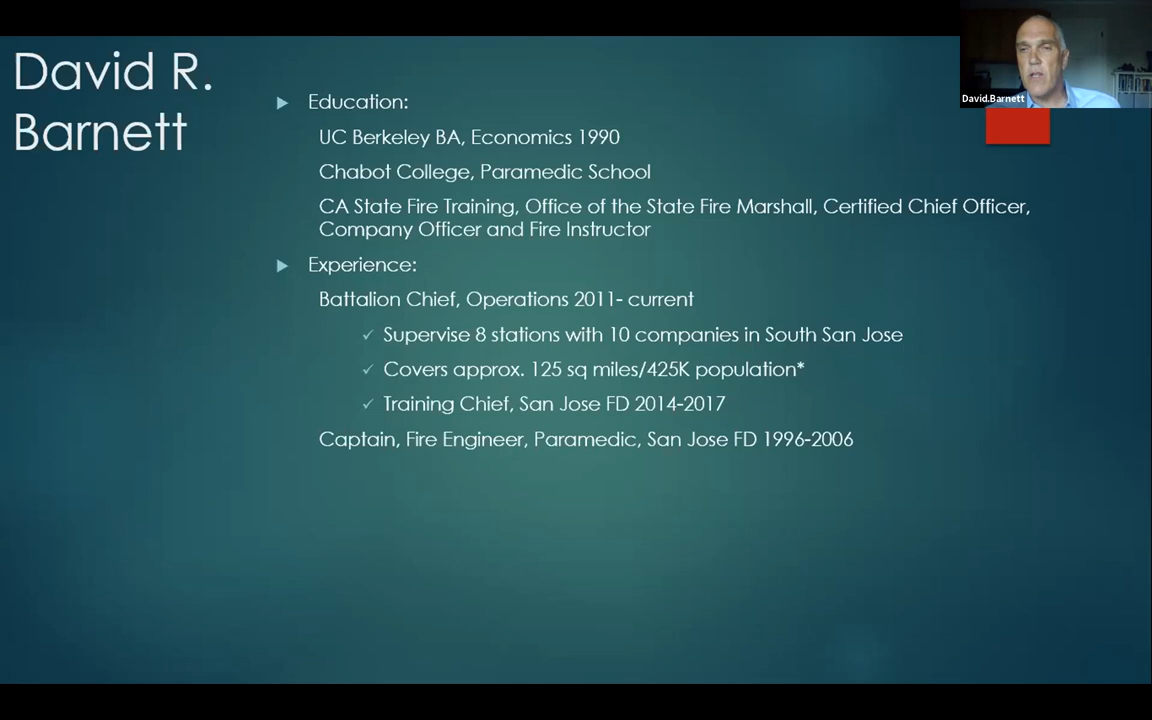 David R.
Barnett
Education:
UC Berkeley BA, Economics 1990
Chabot College, Paramedic School
CA State Fire Training, Office of the State Fire Marshall, Certified Chief Officer,
Company Officer and Fire Instructor
Experience:
Battalion Chief, Operations 2011- current
Supervise 8 stations with 10 companies in South San Jose
Covers approx. 125 sq miles/425K population*
Training Chief, San Jose FD 2014-2017
Captain, Fire Engineer, Paramedic, San Jose FD 1996-2006
David.Barnett